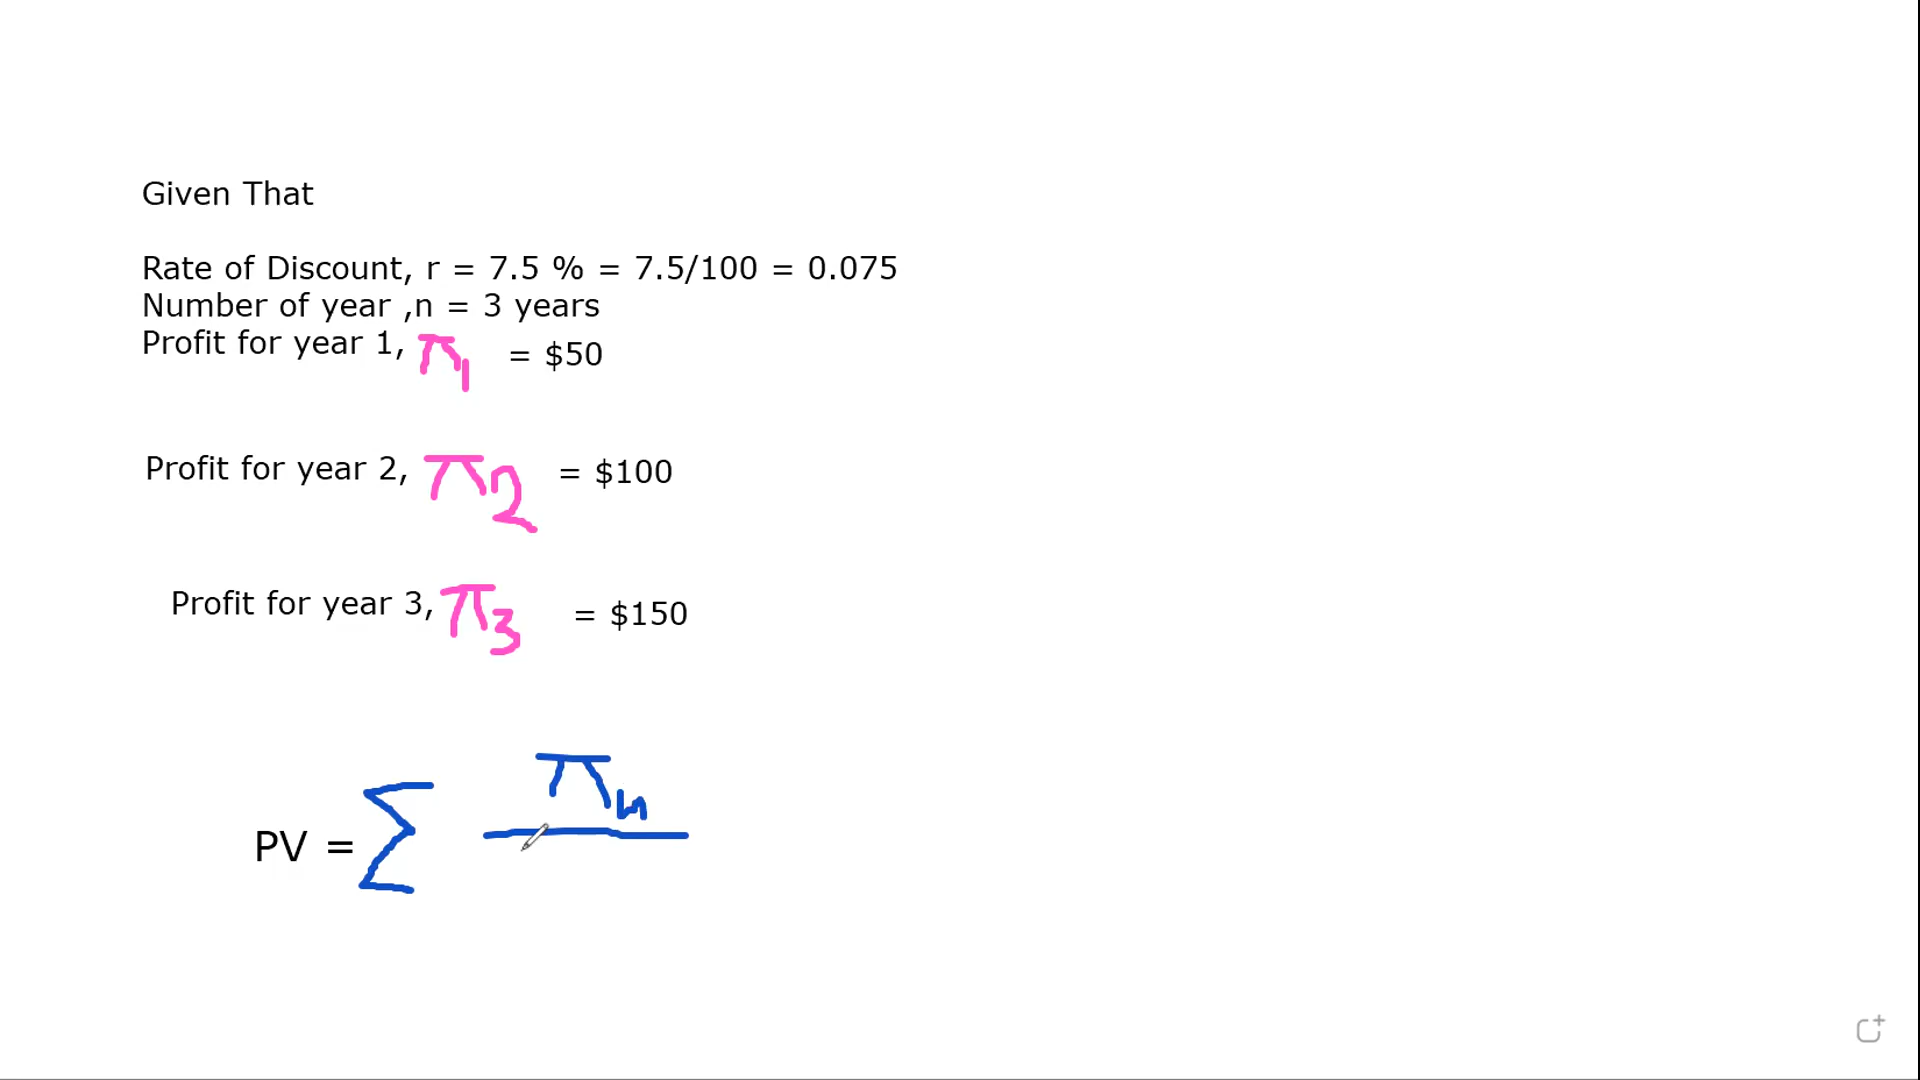 Given That
Rate of Discount, r = 7.5 % = 7.5/100 = 0.075
Number of year ,n = 3 years
Profit for year 1, π1 = $50
Profit for year 2, π2 = $100
Profit for year 3, π3 = $150
πn
PV = Σ